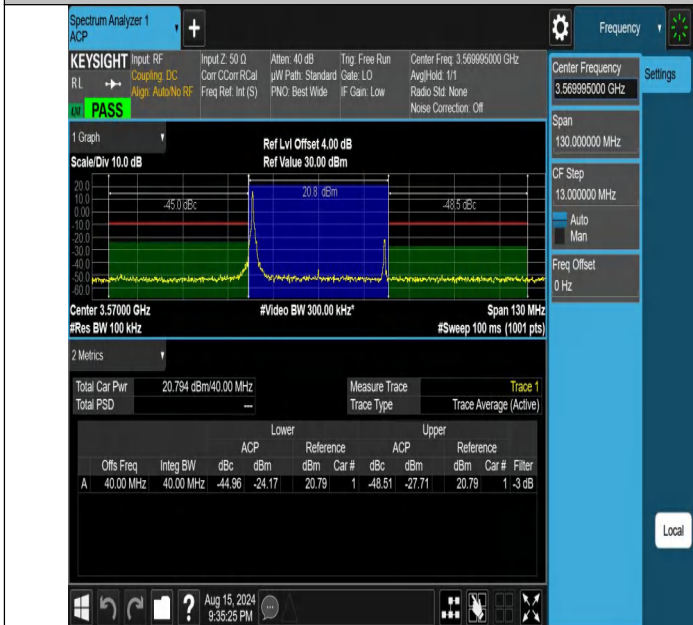 Spectrum Analyzer 1
ACP
+
Frequency
KEYSIGHT
RL
PASS
Input: RF
Coupling: DC
Align: Auto/No RF
Input Z: 50 Ω
Corr CCorr RCal
Freq Ref: Int (S)
Atten: 40 dB
µW Path: Standard
PNO: Best Wide
Trig: Free Run
Gate: LO
IF Gain: Low
Center Freq: 3.569995000 GHz
Avg|Hold: 1/1
Radio Std: None
Noise Correction: Off
Center Frequency
3.569995000 GHz
Settings
Span
130.000000 MHz
CF Step
13.000000 MHz
Auto
Man
Freq Offset
0 Hz
1 Graph
Scale/Div 10.0 dB
Ref Lvl Offset 4.00 dB
Ref Value 30.00 dBm
20.0
10.0
0.00
-10.0
-20.0
-30.0
-40.0
-50.0
-60.0
-45.0 dBc
20.8 dBm
-48.5 dBc
Center 3.57000 GHz
#Video BW 300.00 kHz*
Span 130 MHz
#Res BW 100 kHz
#Sweep 100 ms (1001 pts)
2 Metrics
Total Car Pwr 20.794 dBm/40.00 MHz
Total PSD ---
Measure Trace Trace 1
Trace Type Trace Average (Active)
Lower Upper
ACP Reference ACP Reference
Offs Freq Integ BW dBc dBm dBm Car # dBc dBm dBm Car # Filter
A 40.00 MHz 40.00 MHz -44.96 -24.17 20.79 1 -48.51 -27.71 20.79 1 -3 dB
Local
?
Aug 15, 2024
9:35:25 PM